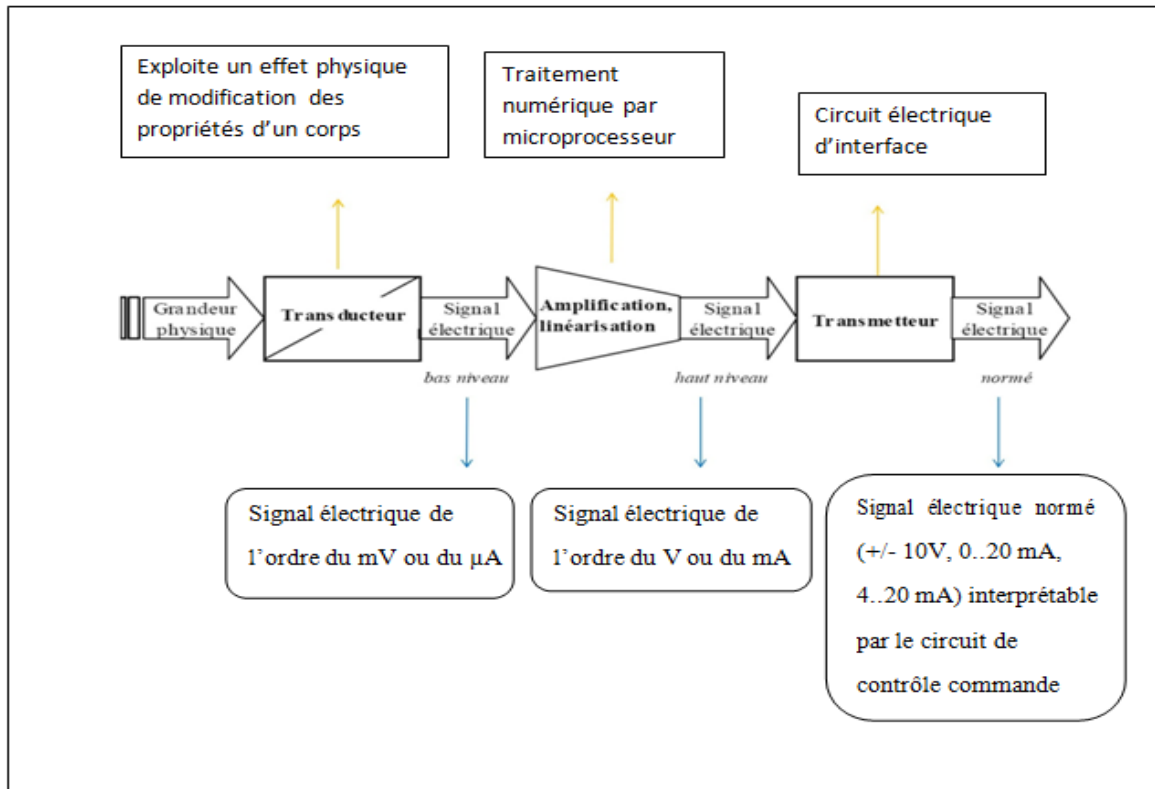 Exploite un effet physique
de modification des
propriétés d'un corps
Traitement
numérique par
microprocesseur
Circuit électrique
d'interface
Grandeur
physique
Transducteur
Signal
électrique
bas niveau
Amplification,
linéarisation
Signal
électrique
haut niveau
Transmetteur
Signal
électrique
normé
Signal électrique de
l'ordre du mV ou du µA
Signal électrique de
l'ordre du V ou du mA
Signal électrique normé
(+/- 10V, 0..20 mA,
4..20 mA) interprétable
par le circuit de
contrôle commande